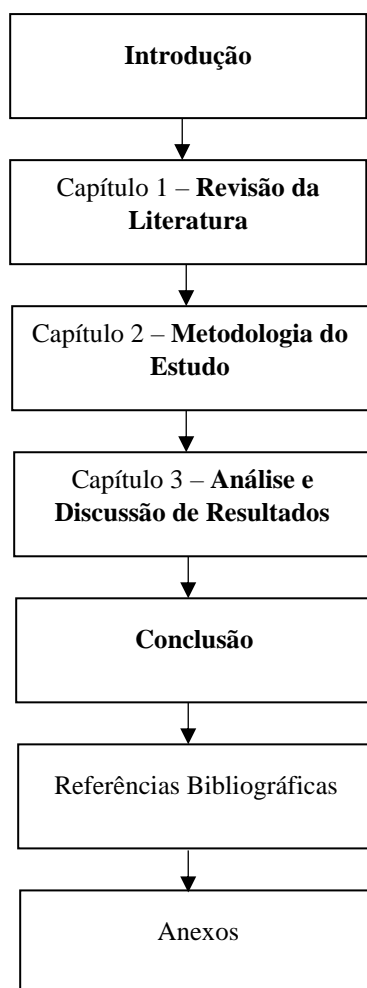 Introdução
Capítulo 1 – Revisão da
Literatura
Capítulo 2 – Metodologia do
Estudo
Capítulo 3 – Análise e
Discussão de Resultados
Conclusão
Referências Bibliográficas
Anexos